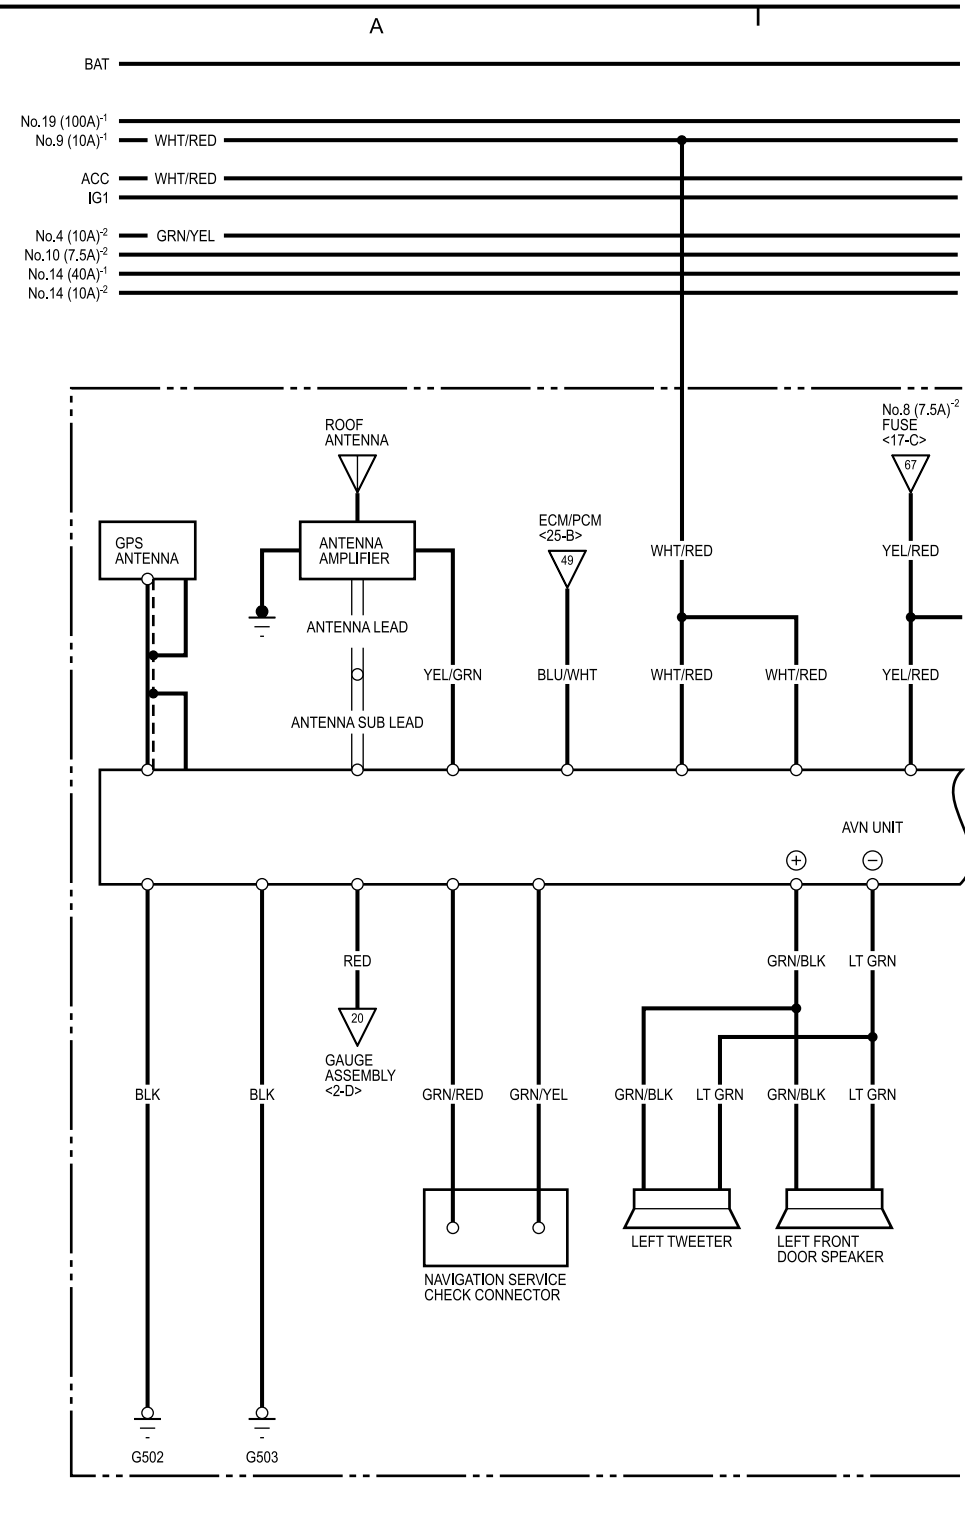 A
BAT
No.19 (100A)-1
No.9 (10A)-1 WHT/RED
ACC WHT/RED
IG1
No.4 (10A)-2 GRN/YEL
No.10 (7.5A)-2
No.14 (40A)-1
No.14 (10A)-2
No.8 (7.5A)-2
FUSE
<17-C>
67
ROOF
ANTENNA
ECM/PCM
<25-B>
49
GPS
ANTENNA
ANTENNA
AMPLIFIER
WHT/RED YEL/RED
ANTENNA LEAD
YEL/GRN BLU/WHT WHT/RED WHT/RED YEL/RED
ANTENNA SUB LEAD
AVN UNIT
+ −
RED GRN/BLK LT GRN
20
GAUGE
ASSEMBLY
<2-D>
BLK BLK GRN/RED GRN/YEL GRN/BLK LT GRN GRN/BLK LT GRN
LEFT TWEETER
LEFT FRONT
DOOR SPEAKER
NAVIGATION SERVICE
CHECK CONNECTOR
G502 G503